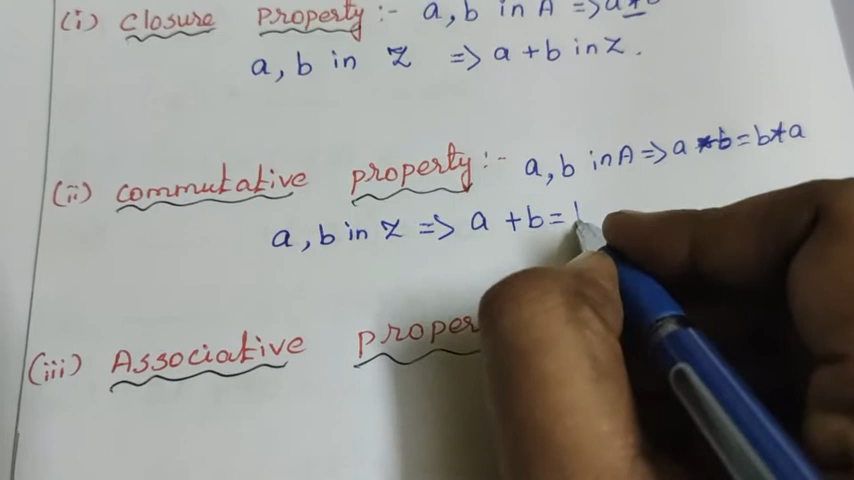 (i) Closure Property :- a, b in A => a *
a, b in Z => a + b in Z.
(ii) commutative property :- a, b in A => a * b = b * a
a, b in Z => a + b =
(iii) Associative proper